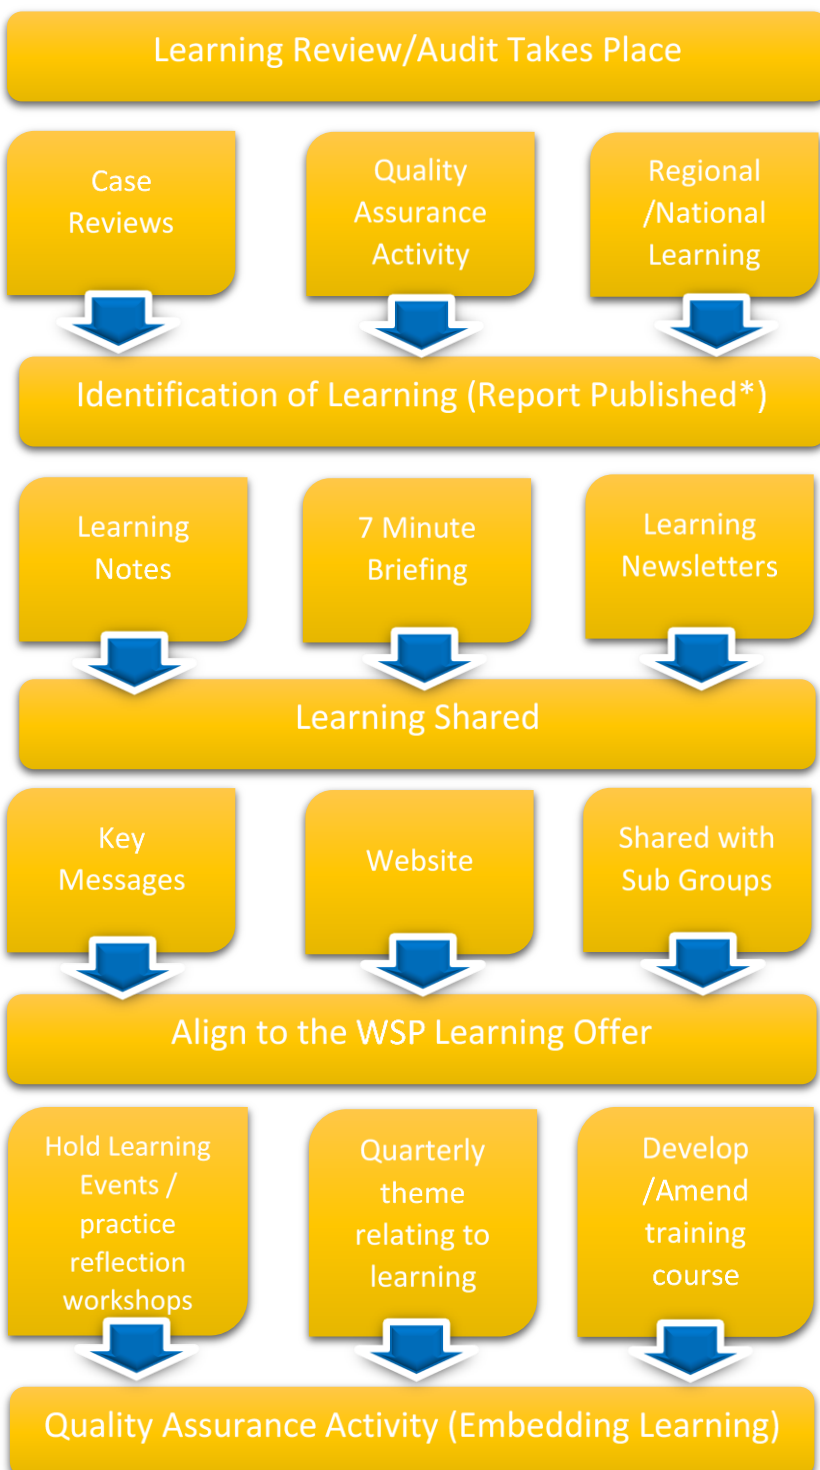 Learning Review/Audit Takes Place
Case
Reviews
Quality
Assurance
Activity
Regional
/National
Learning
Identification of Learning (Report Published*)
Learning
Notes
7 Minute
Briefing
Learning
Newsletters
Learning Shared
Key
Messages
Website
Shared with
Sub Groups
Align to the WSP Learning Offer
Hold Learning
Events /
practice
reflection
workshops
Quarterly
theme
relating to
learning
Develop
/Amend
training
course
Quality Assurance Activity (Embedding Learning)